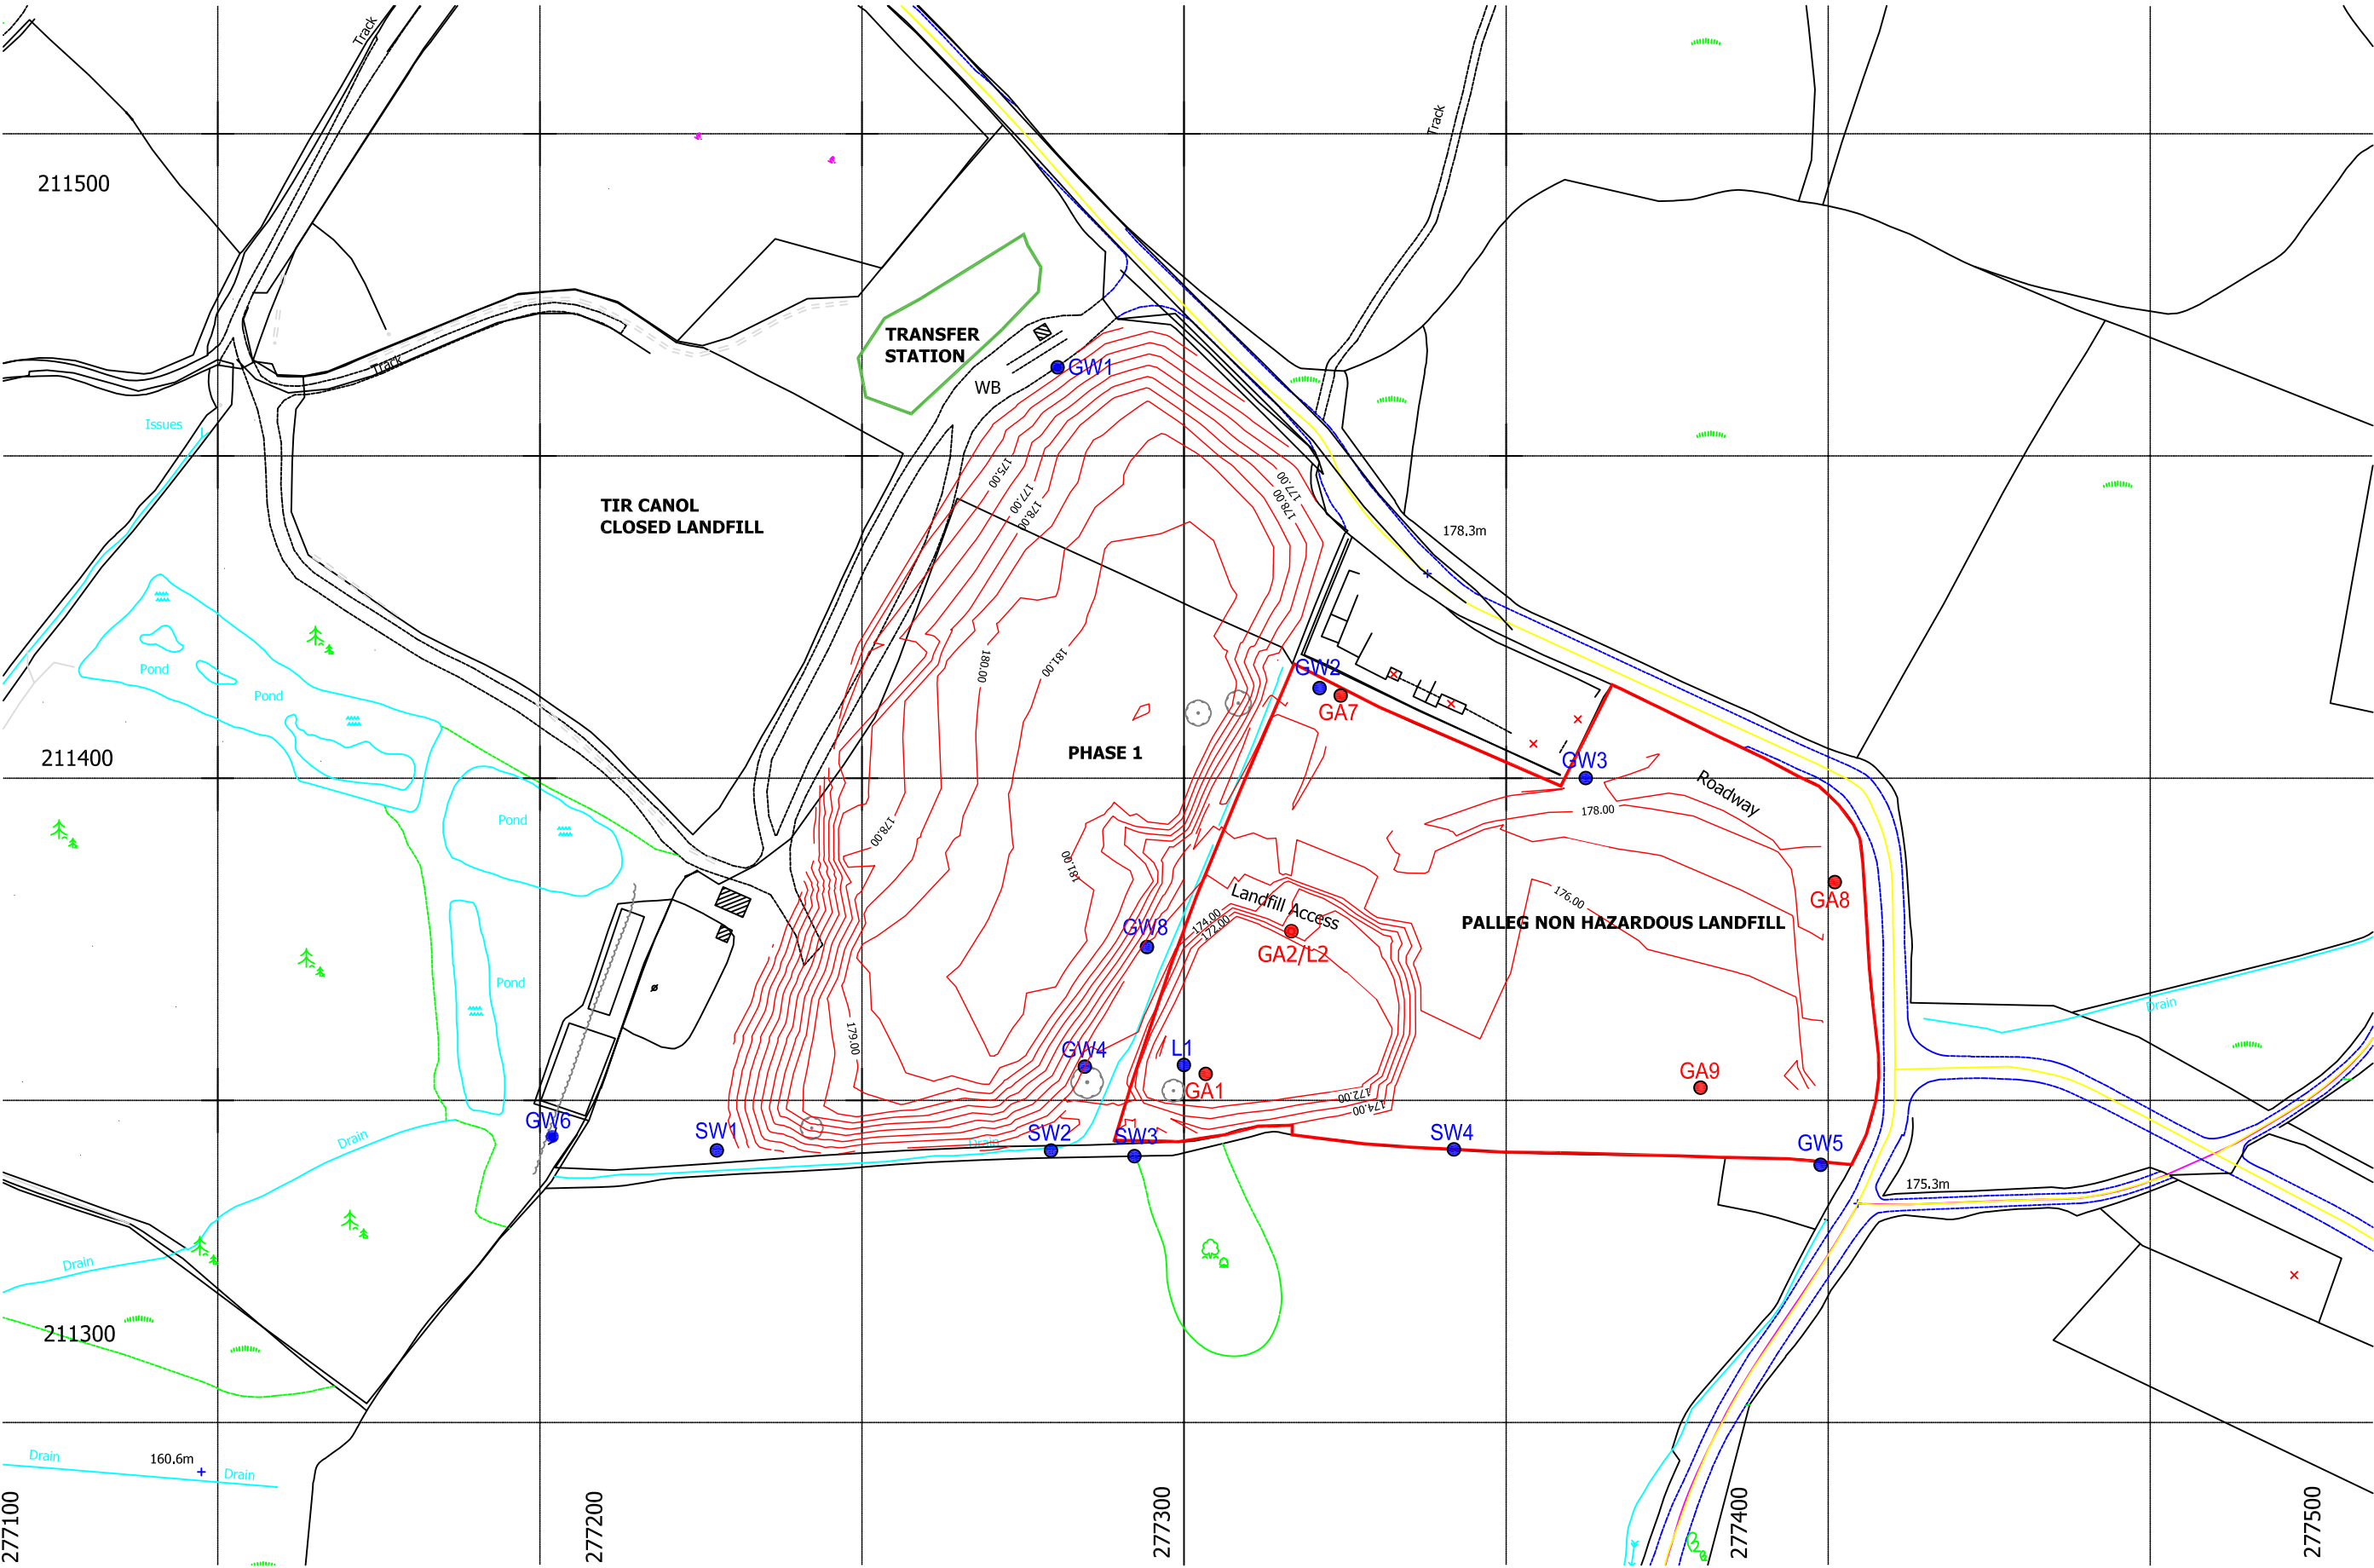 Track
Track
211500
TRANSFER
STATION
GW1
WB
Track
Issues
175.00
177.00
178.00
177.00
178.00
TIR CANOL
CLOSED LANDFILL
178.3m
Pond
Pond
180.00
181.00
GW2
GA7
211400
PHASE 1
GW3
Roadway
178.00
Pond
178.00
181.00
176.00
GA8
Landfill Access
174.00
172.00
PALLEG NON HAZARDOUS LANDFILL
GW8
GA2/L2
Pond
Drain
179.00
GW4
L1
GA1
GA9
172.00
174.00
GW6
SW1
Drain
SW2
SW3
SW4
GW5
Drain
175.3m
Drain
211300
Drain
160.6m
Drain
277100
277200
277300
277400
277500